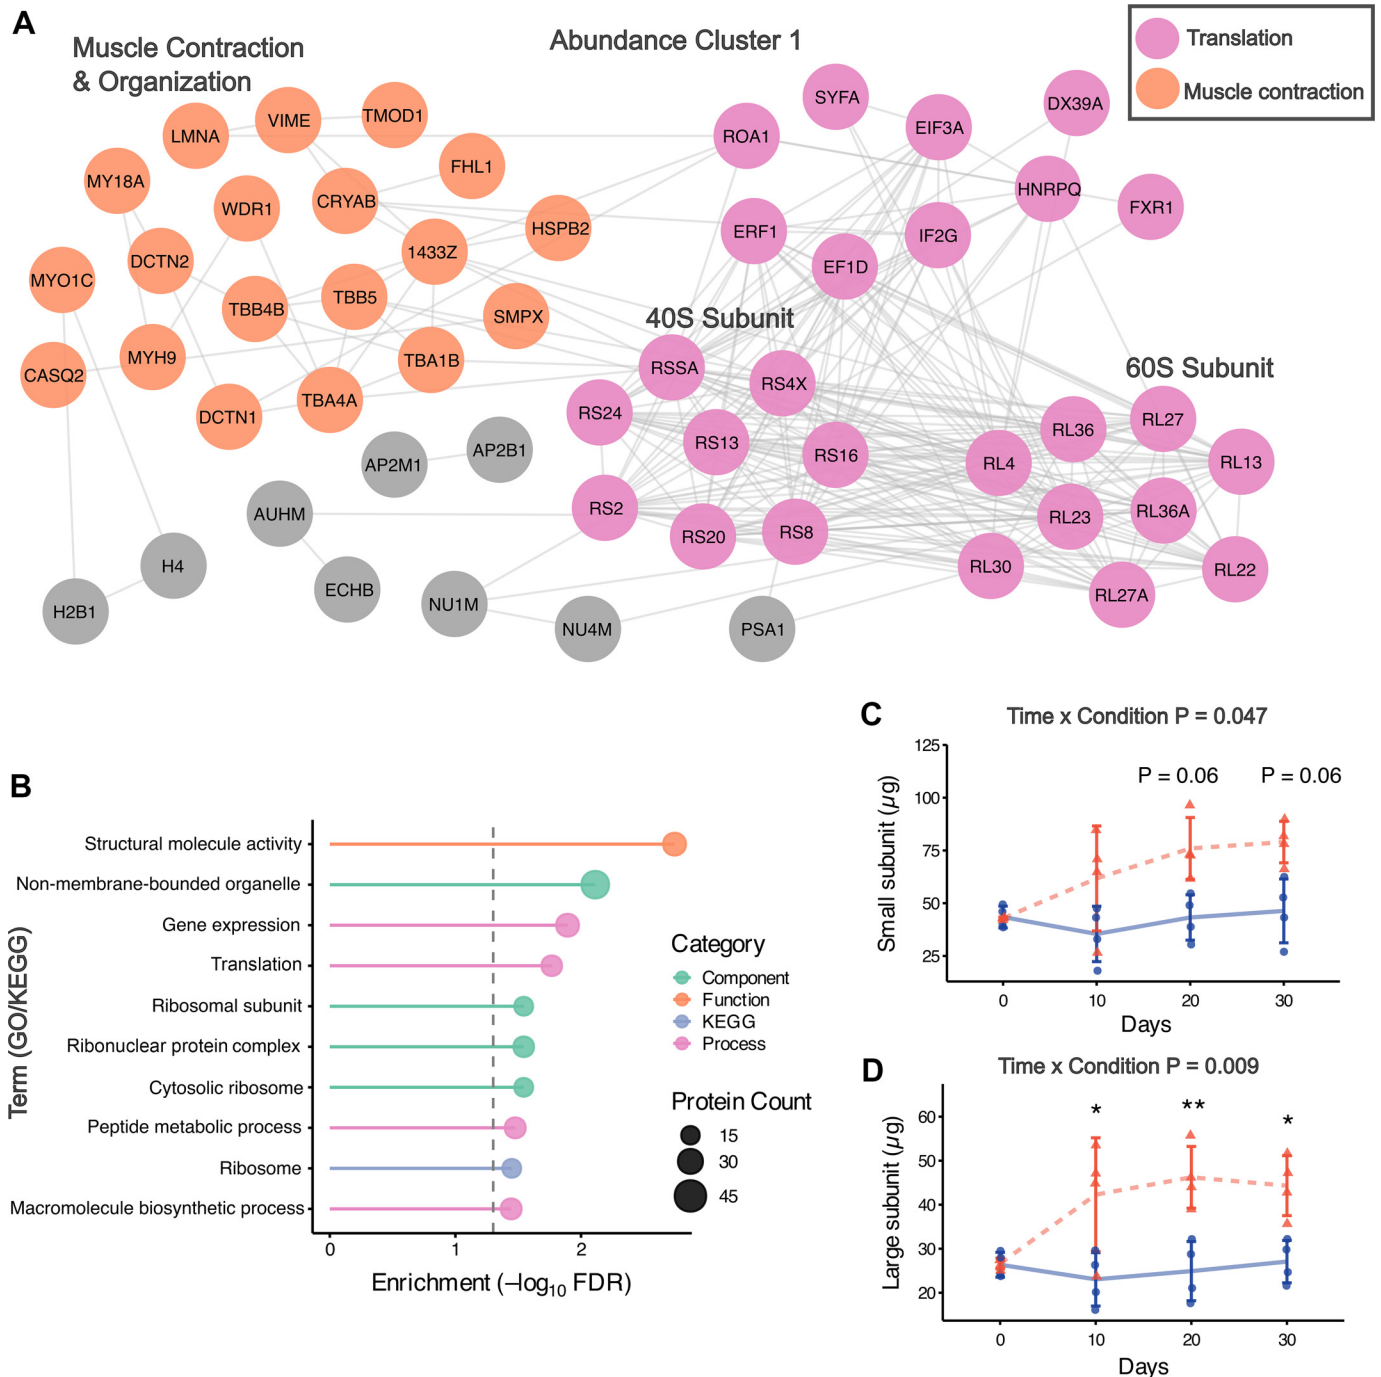 A
Muscle Contraction
& Organization
Abundance Cluster 1
Translation
Muscle contraction
LMNA
VIME
TMOD1
FHL1
MY18A
WDR1
CRYAB
HSPB2
1433Z
DCTN2
MYO1C
TBB4B
TBB5
SMPX
MYH9
TBA1B
CASQ2
DCTN1
TBA4A
ROA1
SYFA
EIF3A
DX39A
HNRPQ
FXR1
ERF1
IF2G
EF1D
40S Subunit
RSSA
RS4X
RS24
RS13
RS16
RS2
RS20
RS8
60S Subunit
RL36
RL27
RL4
RL13
RL23
RL36A
RL30
RL27A
RL22
AP2M1
AP2B1
AUHM
ECHB
H4
H2B1
NU1M
NU4M
PSA1
B
Term (GO/KEGG)
Structural molecule activity
Non-membrane-bounded organelle
Gene expression
Translation
Ribosomal subunit
Ribonuclear protein complex
Cytosolic ribosome
Peptide metabolic process
Ribosome
Macromolecule biosynthetic process
0 1 2
Enrichment (–log10 FDR)
Category
Component
Function
KEGG
Process
Protein Count
15
30
45
C
Time x Condition P = 0.047
P = 0.06 P = 0.06
Small subunit (µg)
125
100
75
50
25
0 10 20 30
Days
D
Time x Condition P = 0.009
* ** *
Large subunit (µg)
60
50
40
30
20
0 10 20 30
Days